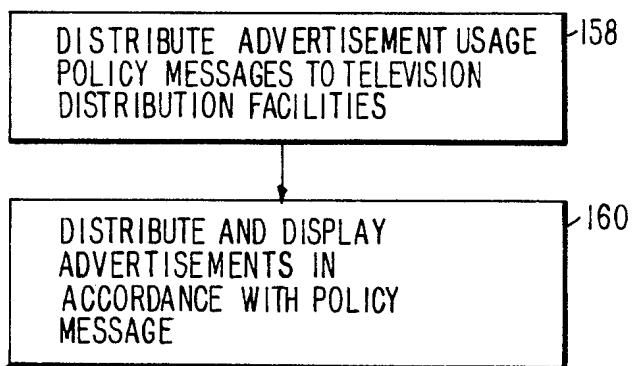 DISTRIBUTE ADVERTISEMENT USAGE
POLICY MESSAGES TO TELEVISION
DISTRIBUTION FACILITIES
158
DISTRIBUTE AND DISPLAY
ADVERTISEMENTS IN
ACCORDANCE WITH POLICY
MESSAGE
160